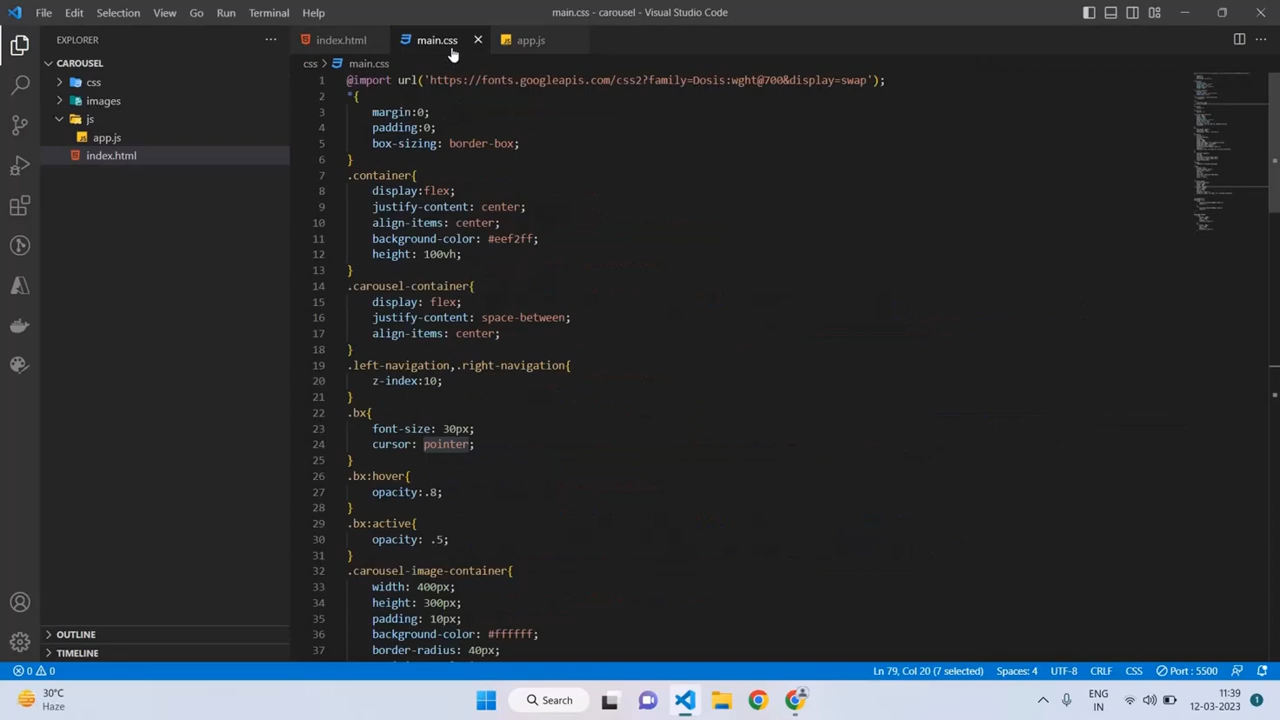 File Edit Selection View Go Run Terminal Help
main.css - carousel - Visual Studio Code
EXPLORER
CAROUSEL
css
images
js
app.js
index.html
OUTLINE
TIMELINE
index.html main.css app.js
css > main.css
1 @import url('https://fonts.googleapis.com/css2?family=Dosis:wght@700&display=swap');
2 *{
3 margin:0;
4 padding:0;
5 box-sizing: border-box;
6 }
7 .container{
8 display:flex;
9 justify-content: center;
10 align-items: center;
11 background-color: #eef2ff;
12 height: 100vh;
13 }
14 .carousel-container{
15 display: flex;
16 justify-content: space-between;
17 align-items: center;
18 }
19 .left-navigation,.right-navigation{
20 z-index:10;
21 }
22 .bx{
23 font-size: 30px;
24 cursor: pointer;
25 }
26 .bx:hover{
27 opacity:.8;
28 }
29 .bx:active{
30 opacity: .5;
31 }
32 .carousel-image-container{
33 width: 400px;
34 height: 300px;
35 padding: 10px;
36 background-color: #ffffff;
37 border-radius: 40px;
0 0 Ln 79, Col 20 (7 selected) Spaces: 4 UTF-8 CRLF CSS Port : 5500
30°C
Haze
Search
ENG
IN
11:39
12-03-2023
1